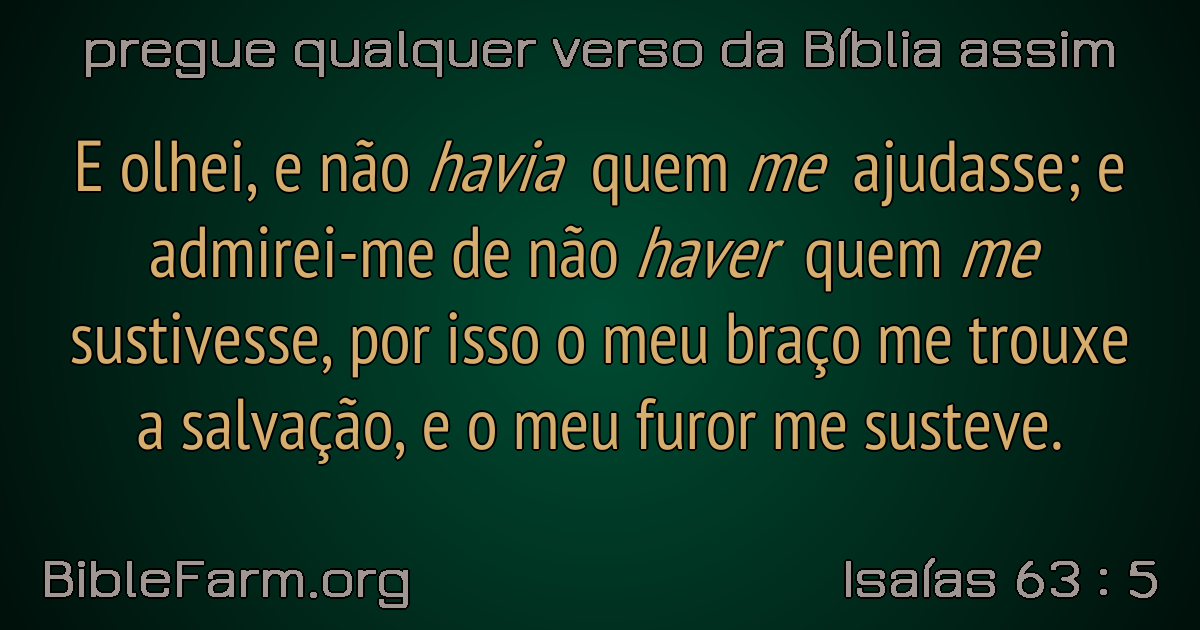 pregue qualquer verso da Bíblia assim
E olhei, e não havia quem me ajudasse; e
admirei-me de não haver quem me
sustivesse, por isso o meu braço me trouxe
a salvação, e o meu furor me susteve.
BibleFarm.org
Isaías 63 : 5